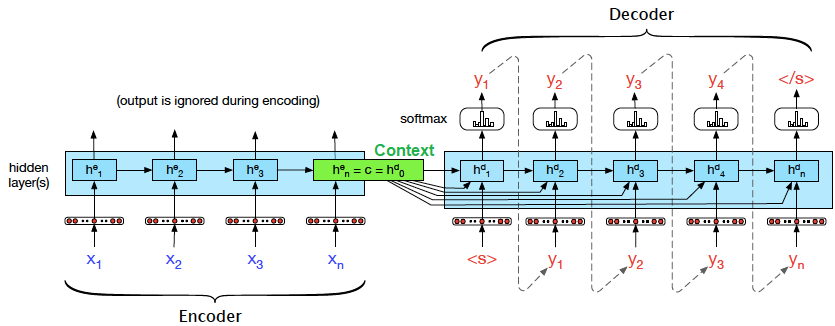 Decoder
y1 y2 y3 y4 </s>
(output is ignored during encoding)
softmax
Context
hidden
layer(s)
he1 he2 he3 hen = c = hd0 hd1 hd2 hd3 hd4 hdn
x1 x2 x3 xn <s> y1 y2 y3 yn
Encoder